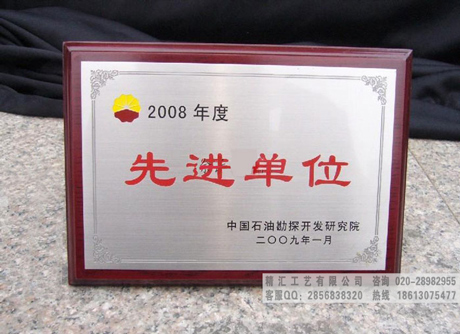 2008 年度
先进单位
中国石油勘探开发研究院
二〇〇九年一月
精汇工艺有限公司 咨询 020-28982955
客服QQ：2856838320 热线 18613075477